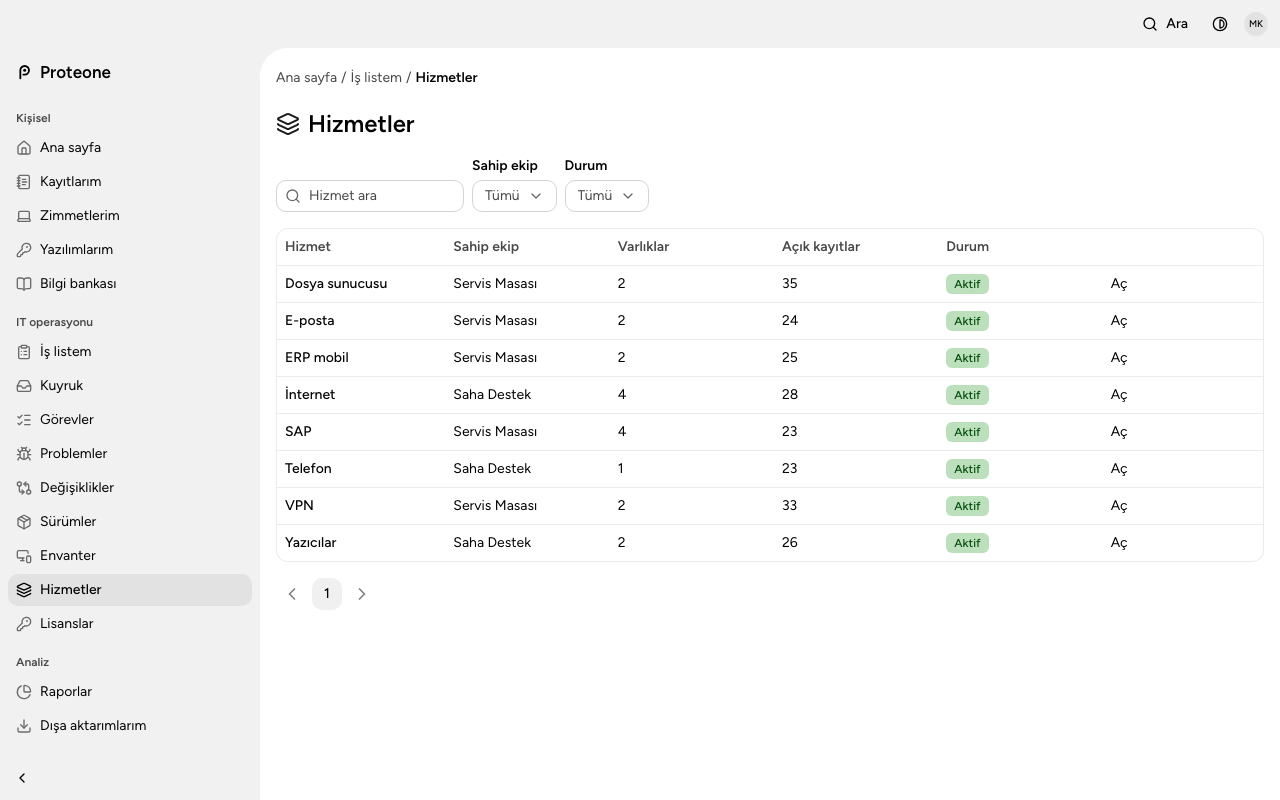 Ara
MK
Proteone
Kişisel
Ana sayfa
Kayıtlarım
Zimmetlerim
Yazılımlarım
Bilgi bankası
IT operasyonu
İş listem
Kuyruk
Görevler
Problemler
Değişiklikler
Sürümler
Envanter
Hizmetler
Lisanslar
Analiz
Raporlar
Dışa aktarımlarım
Ana sayfa / İş listem / Hizmetler
Hizmetler
Sahip ekip Durum
Hizmet ara Tümü Tümü
Hizmet Sahip ekip Varlıklar Açık kayıtlar Durum
Dosya sunucusu Servis Masası 2 35 Aktif Aç
E-posta Servis Masası 2 24 Aktif Aç
ERP mobil Servis Masası 2 25 Aktif Aç
İnternet Saha Destek 4 28 Aktif Aç
SAP Servis Masası 4 23 Aktif Aç
Telefon Saha Destek 1 23 Aktif Aç
VPN Servis Masası 2 33 Aktif Aç
Yazıcılar Saha Destek 2 26 Aktif Aç
1